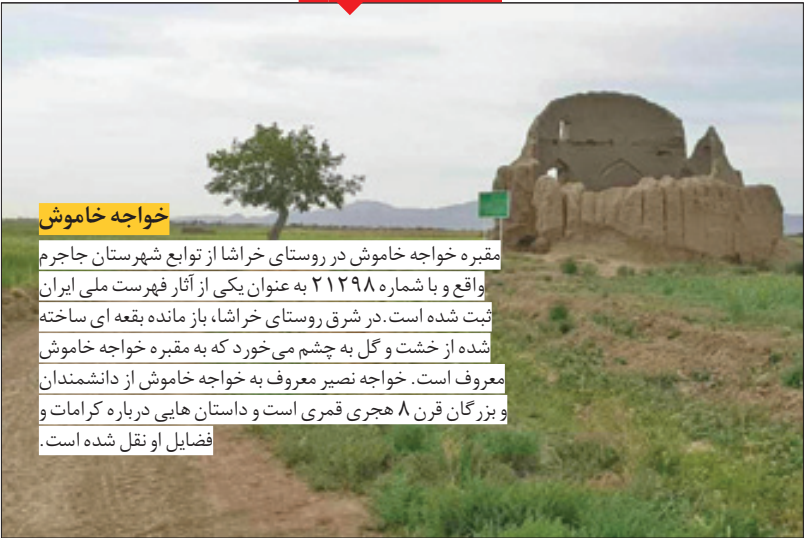 خواجه خاموش
مقبره خواجه خاموش در روستای خراشا از توابع شهرستان جاجرم
واقع و با شماره ۲۱۲۹۸ به عنوان یکی از آثار فهرست ملی ایران
ثبت شده است.در شرق روستای خراشا، باز مانده بقعه ای ساخته
شده از خشت و گل به چشم می‌خورد که به مقبره خواجه خاموش
معروف است. خواجه نصیر معروف به خواجه خاموش از دانشمندان
و بزرگان قرن ۸ هجری قمری است و داستان هایی درباره کرامات و
فضایل او نقل شده است.